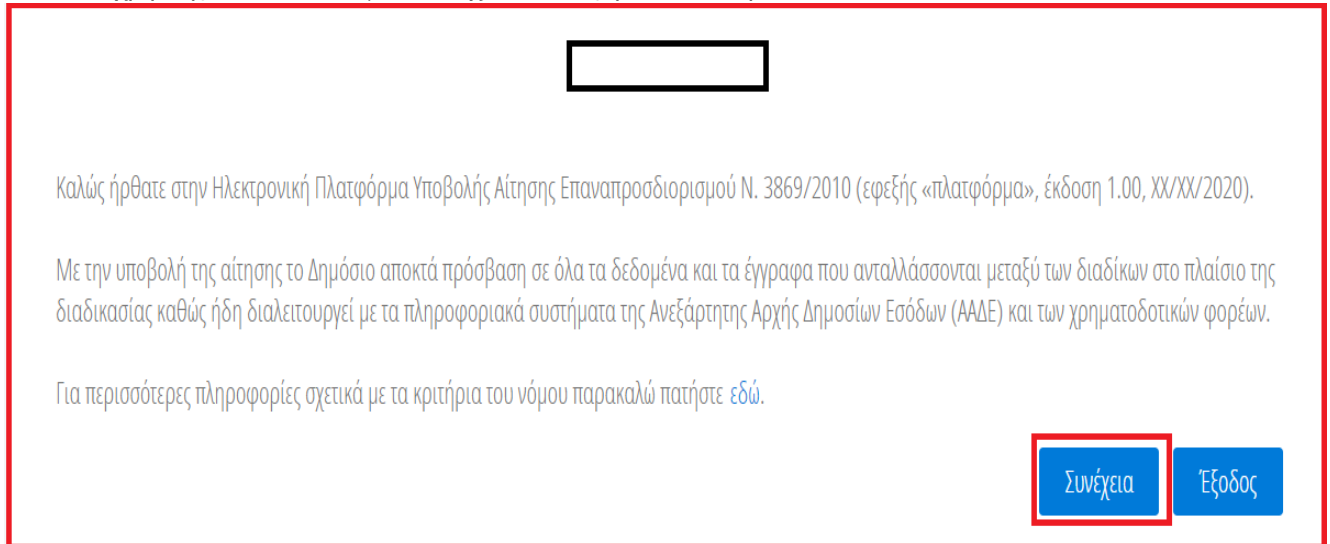 Καλώς ήρθατε στην Ηλεκτρονική Πλατφόρμα Υποβολής Αίτησης Επαναπροσδιορισμού Ν. 3869/2010 (εφεξής «πλατφόρμα», έκδοση 1.00, XX/XX/2020).
Με την υποβολή της αίτησης το Δημόσιο αποκτά πρόσβαση σε όλα τα δεδομένα και τα έγγραφα που ανταλλάσσονται μεταξύ των διαδίκων στο πλαίσιο της
διαδικασίας καθώς ήδη διαλειτουργεί με τα πληροφοριακά συστήματα της Ανεξάρτητης Αρχής Δημοσίων Εσόδων (ΑΑΔΕ) και των χρηματοδοτικών φορέων.
Για περισσότερες πληροφορίες σχετικά με τα κριτήρια του νόμου παρακαλώ πατήστε εδώ.
Συνέχεια Έξοδος